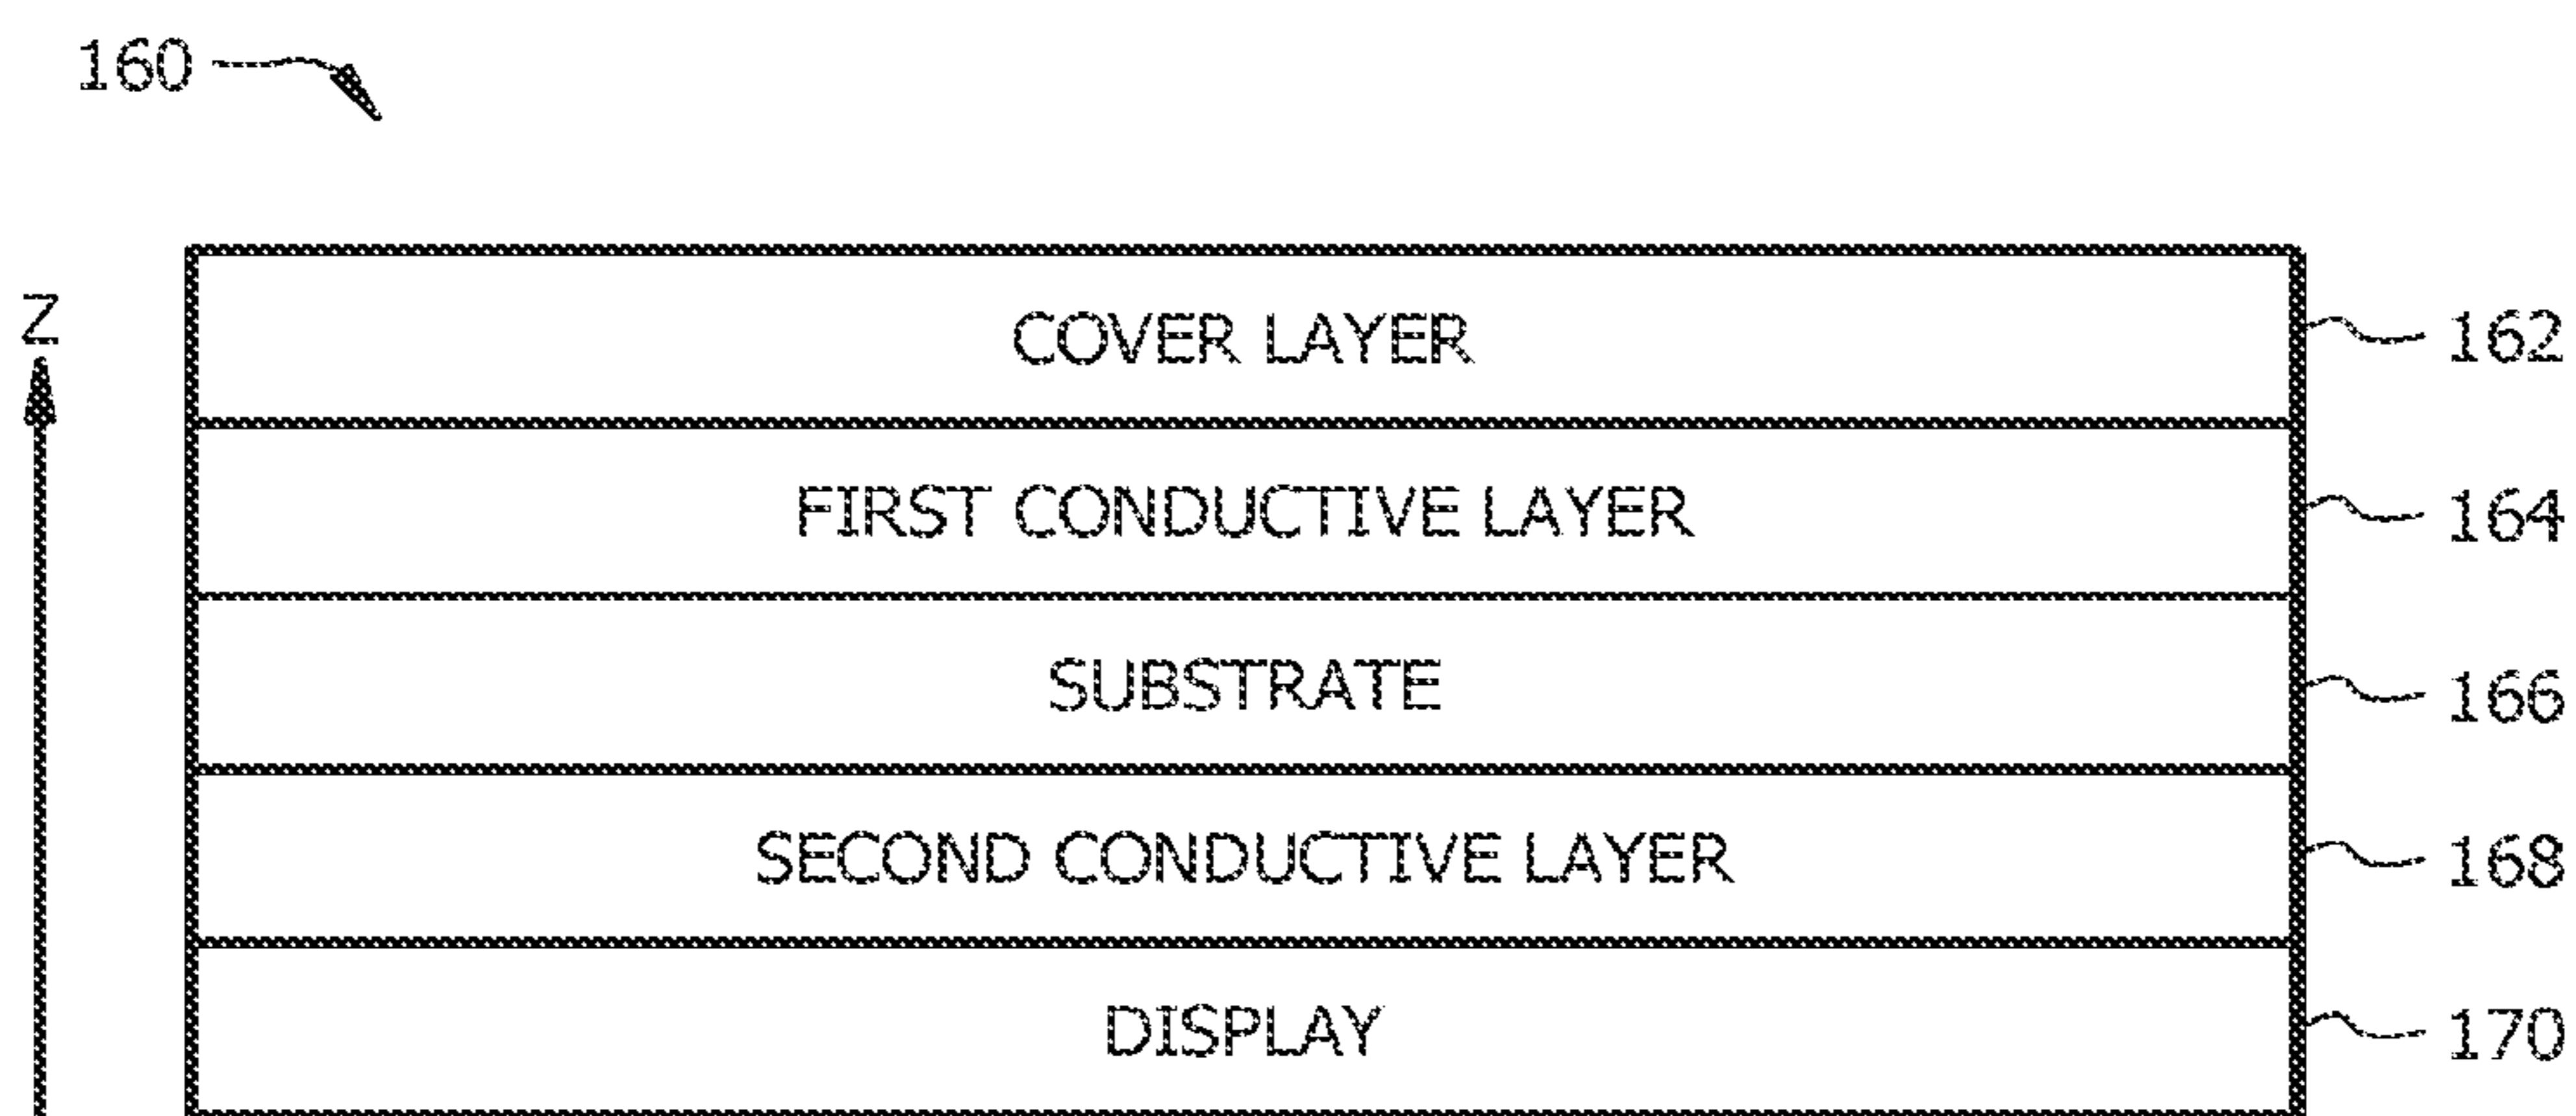 160
Z
COVER LAYER 162
FIRST CONDUCTIVE LAYER 164
SUBSTRATE 166
SECOND CONDUCTIVE LAYER 168
DISPLAY 170